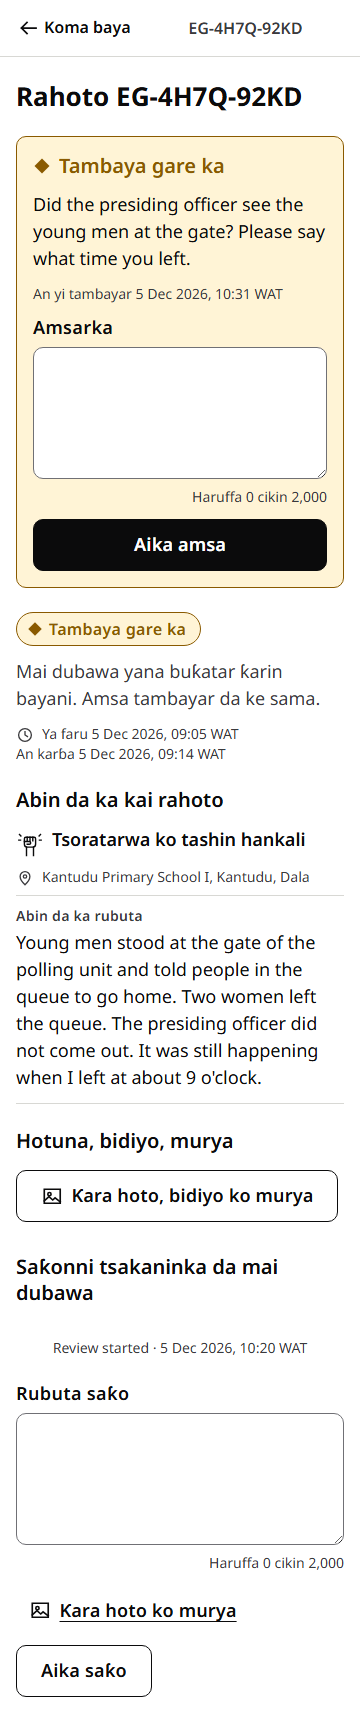 Koma baya
EG-4H7Q-92KD
Rahoto EG-4H7Q-92KD
Tambaya gare ka
Did the presiding officer see the
young men at the gate? Please say
what time you left.
An yi tambayar 5 Dec 2026, 10:31 WAT
Amsarka
Haruffa 0 cikin 2,000
Aika amsa
Tambaya gare ka
Mai dubawa yana buƙatar ƙarin
bayani. Amsa tambayar da ke sama.
Ya faru 5 Dec 2026, 09:05 WAT
An karba 5 Dec 2026, 09:14 WAT
Abin da ka kai rahoto
Tsoratarwa ko tashin hankali
Kantudu Primary School I, Kantudu, Dala
Abin da ka rubuta
Young men stood at the gate of the
polling unit and told people in the
queue to go home. Two women left
the queue. The presiding officer did
not come out. It was still happening
when I left at about 9 o'clock.
Hotuna, bidiyo, murya
Kara hoto, bidiyo ko murya
Saƙonni tsakaninka da mai
dubawa
Review started · 5 Dec 2026, 10:20 WAT
Rubuta saƙo
Haruffa 0 cikin 2,000
Kara hoto ko murya
Aika saƙo